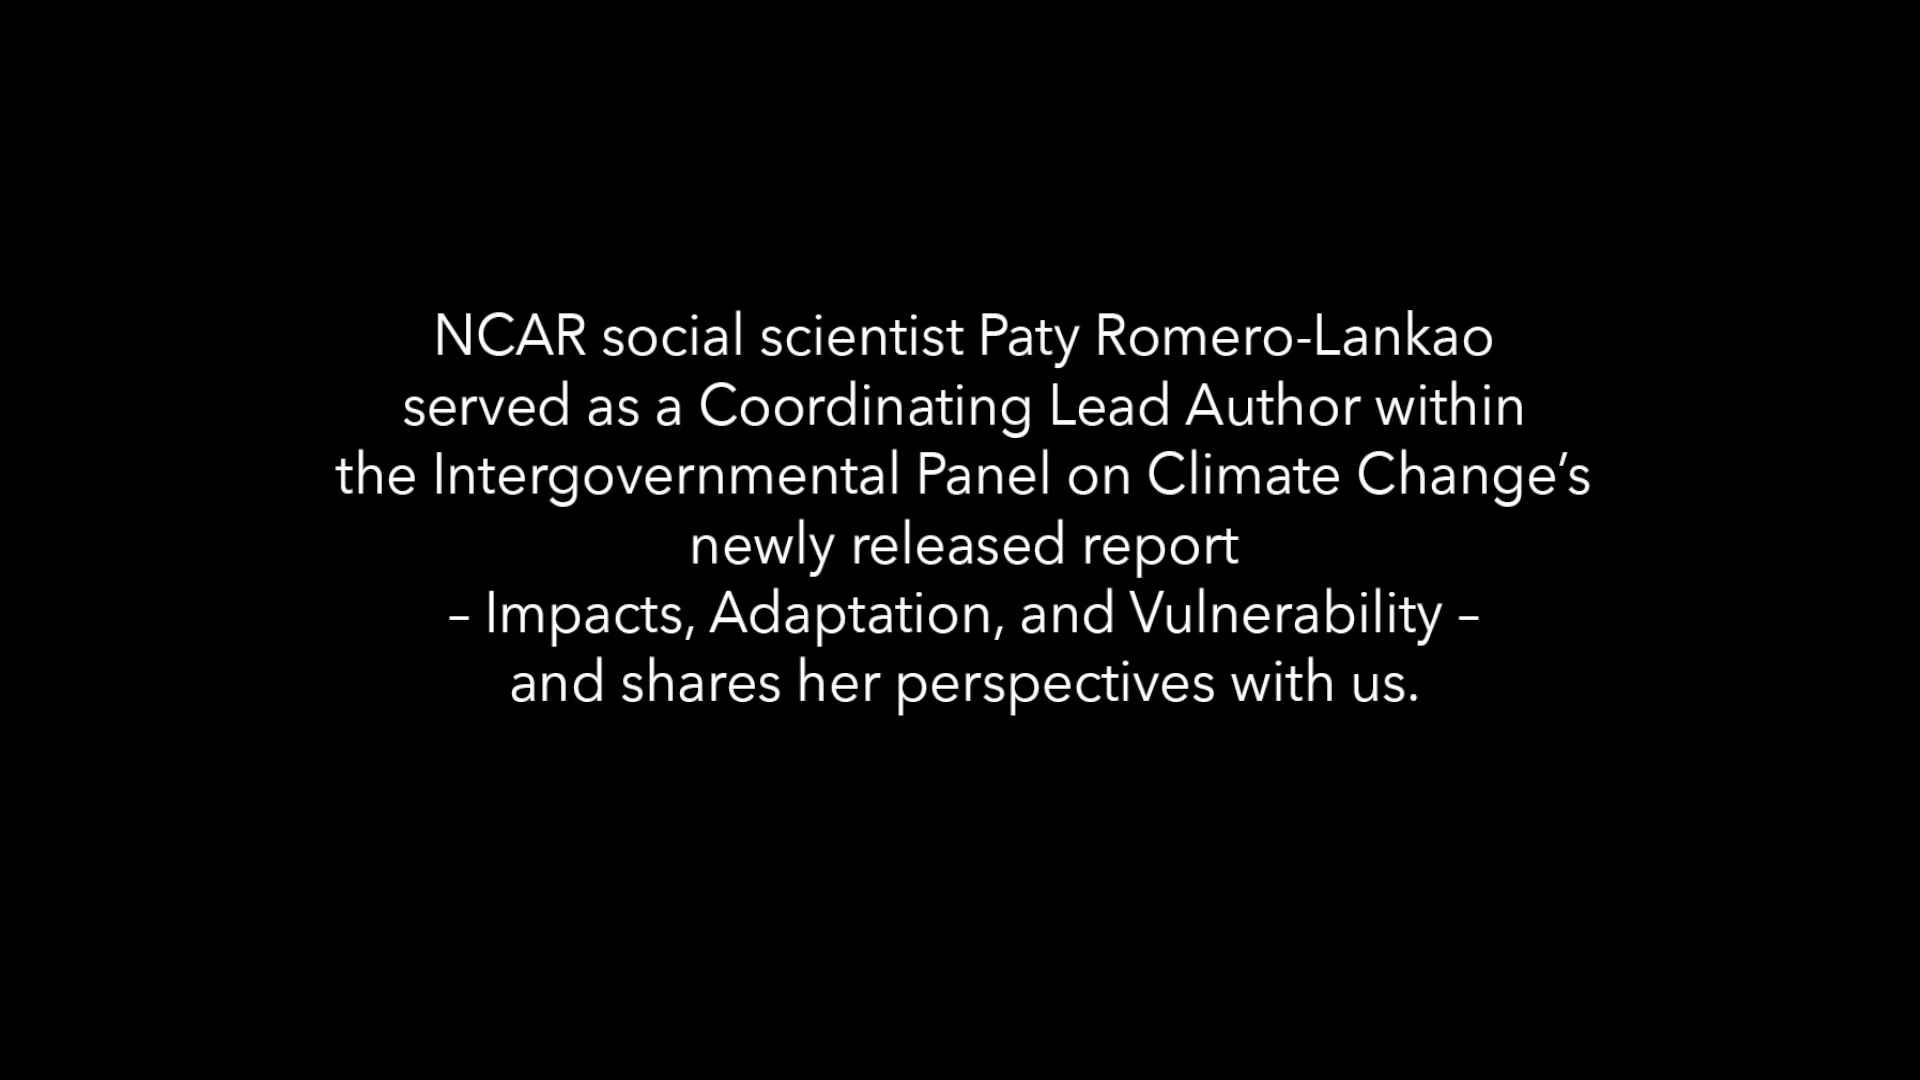 NCAR social scientist Paty Romero-Lankao
served as a Coordinating Lead Author within
the Intergovernmental Panel on Climate Change’s
newly released report
– Impacts, Adaptation, and Vulnerability –
and shares her perspectives with us.